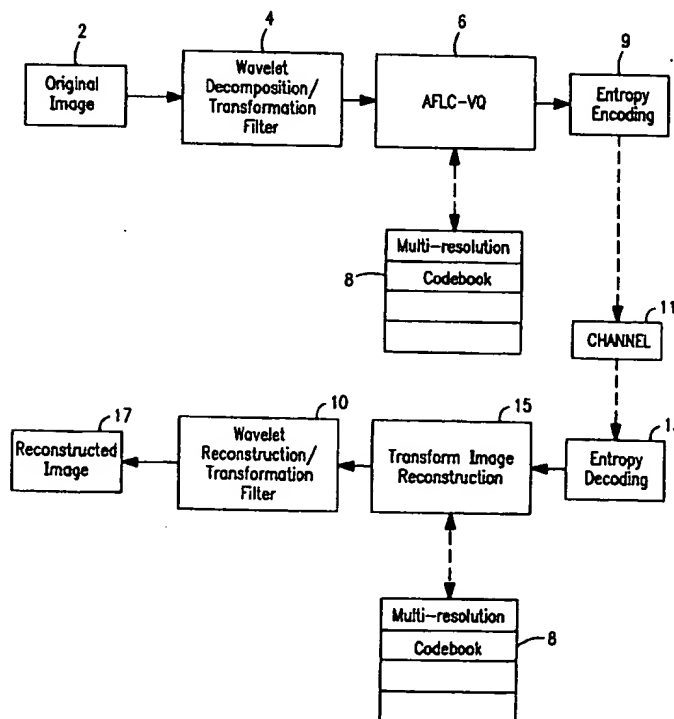 2
4
6
9
Original
Image
Wavelet
Decomposition/
Transformation
Filter
AFLC-VQ
Entropy
Encoding
Multi-resolution
8
Codebook
11
CHANNEL
17
10
15
Reconstructed
Image
Wavelet
Reconstruction/
Transformation
Filter
Transform Image
Reconstruction
Entropy
Decoding
Multi-resolution
Codebook
8